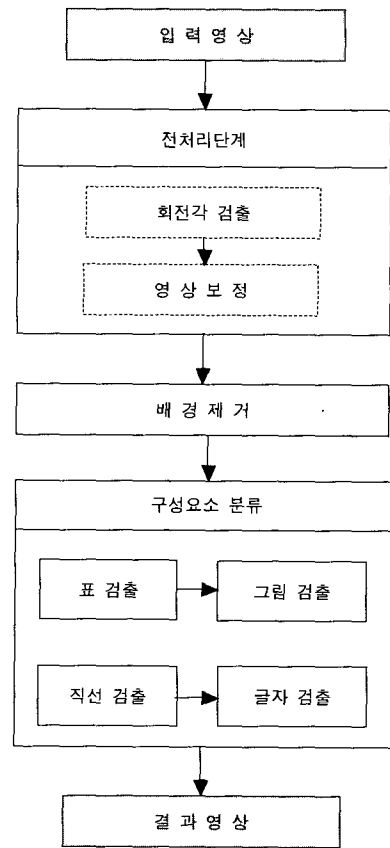 입 력 영 상
전처리단계
회전각 검출
영 상 보 정
배 경 제 거
구성요소 분류
표 검출
그림 검출
직선 검출
글자 검출
결 과 영 상